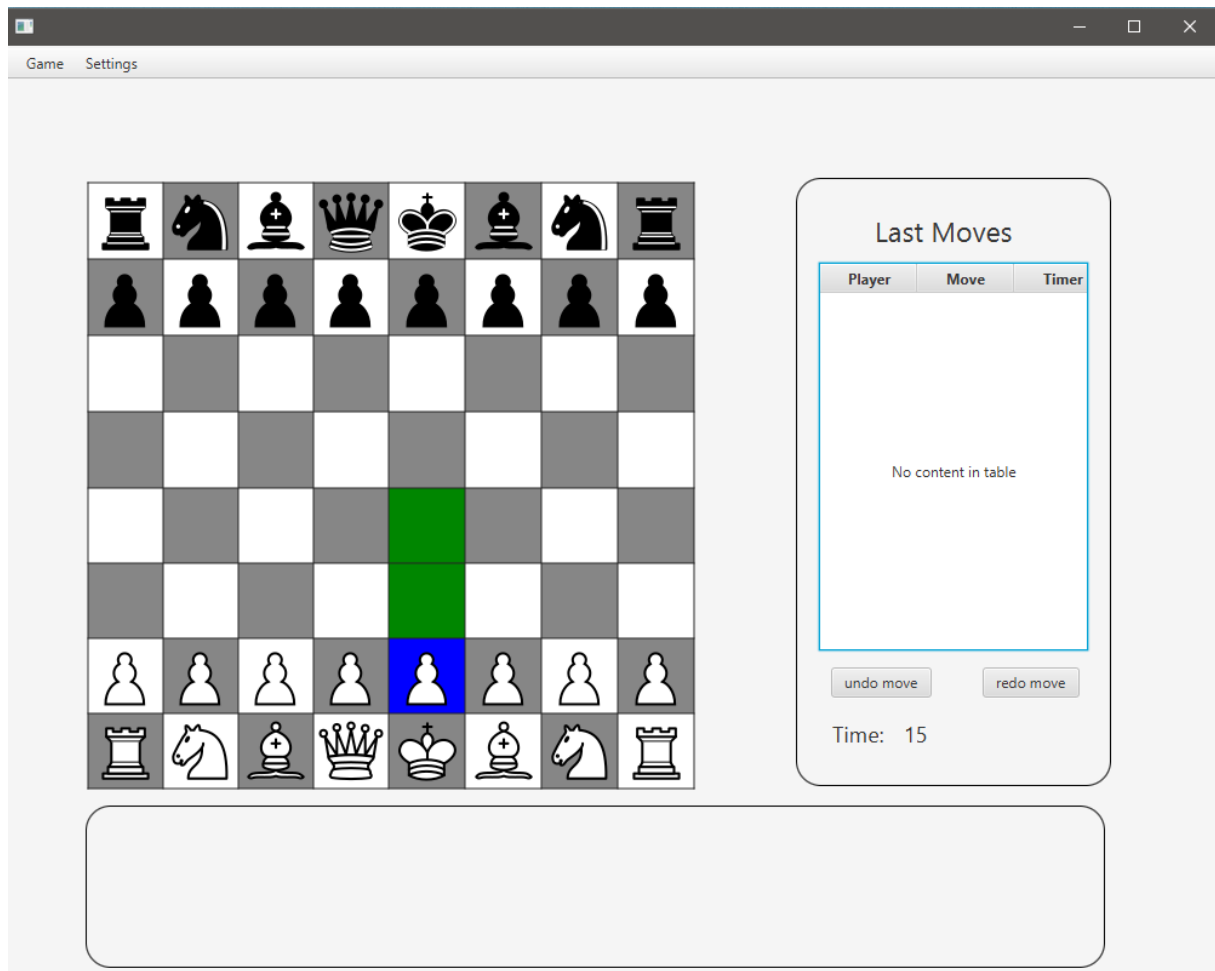 Game Settings
Last Moves
Player Move Timer
No content in table
undo move redo move
Time: 15